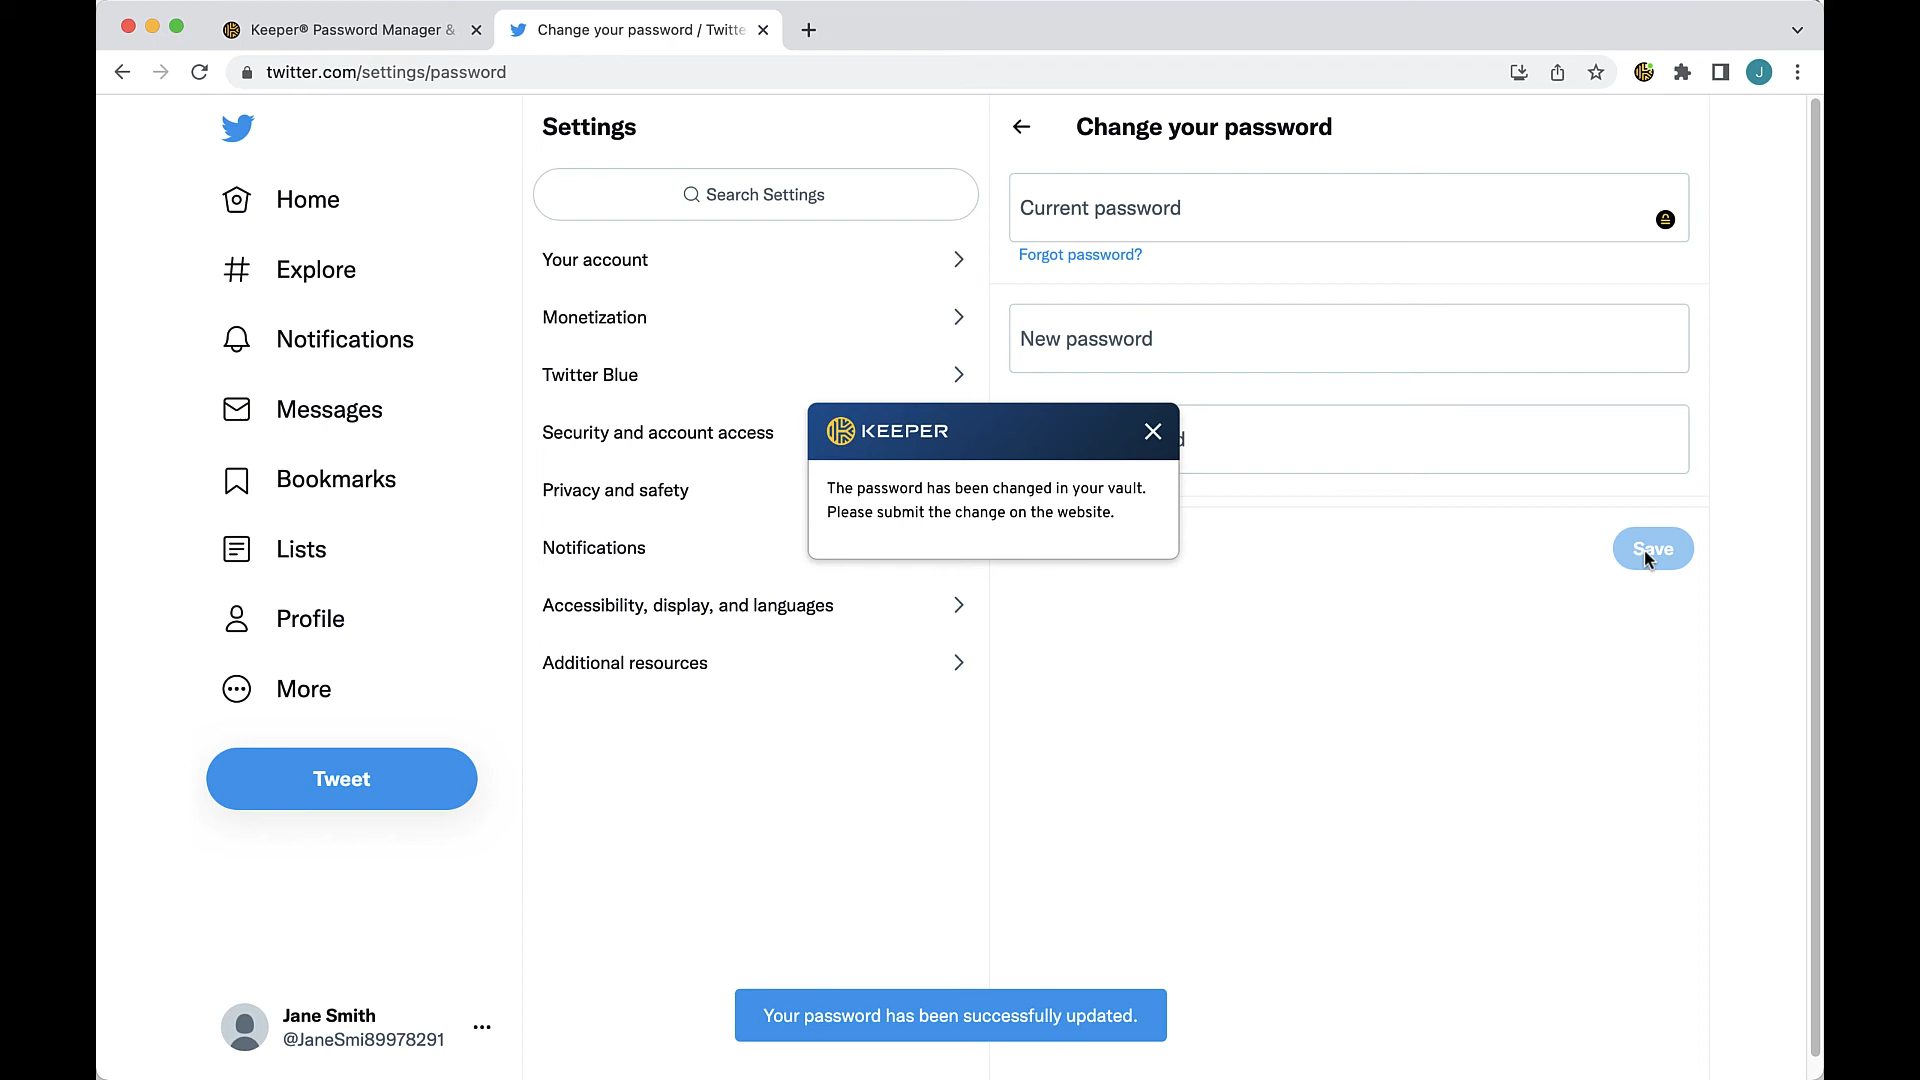 Keeper® Password Manager &
Change your password / Twitte
twitter.com/settings/password
J
Home
Explore
Notifications
Messages
Bookmarks
Lists
Profile
More
Tweet
Jane Smith
@JaneSmi89978291
Settings
Search Settings
Your account
Monetization
Twitter Blue
Security and account access
Privacy and safety
Notifications
Accessibility, display, and languages
Additional resources
Change your password
Current password
Forgot password?
New password
d
Save
KEEPER
The password has been changed in your vault.
Please submit the change on the website.
Your password has been successfully updated.